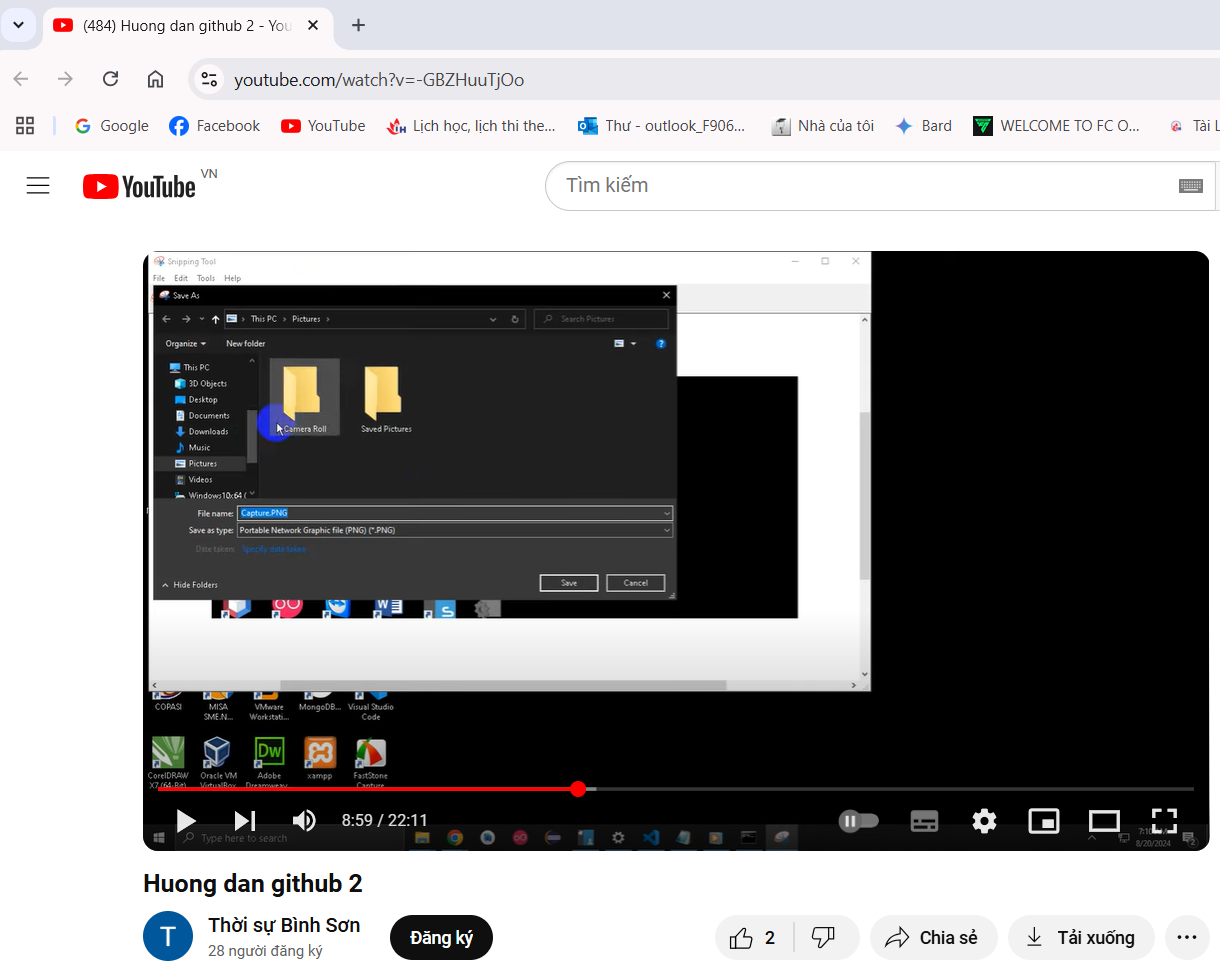 (484) Huong dan github 2 - You
youtube.com/watch?v=-GBZHuuTjOo
Google Facebook YouTube Lịch học, lịch thi the... Thư - outlook_F906... Nhà của tôi Bard WELCOME TO FC O... Tài L
YouTube VN
Tìm kiếm
Snipping Tool
File Edit Tools Help
Save As
This PC › Pictures ›
Search Pictures
Organize New folder
This PC
3D Objects
Desktop
Documents
Downloads
Music
Pictures
Videos
Windows10x64 (
Camera Roll Saved Pictures
File name: Capture.PNG
Save as type: Portable Network Graphic file (PNG) (*.PNG)
Date taken: Specify date taken
Hide Folders
Save Cancel
COPASI MISA SME.N... VMware Workstati... MongoDB... Visual Studio Code
CorelDRAW X7 (64-Bit) Oracle VM VirtualBox Adobe Dreamweav... xampp FastStone Capture
8:59 / 22:11
Type here to search
8/20/2024
Huong dan github 2
T
Thời sự Bình Sơn
28 người đăng ký
Đăng ký
2
Chia sẻ
Tải xuống